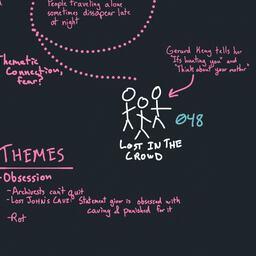 People traveling alone
sometimes dissapear late
at night
Thematic
Connection,
fear?
Gerard Keay tells her
"It's hunting you" and
"Think about your mother"
048
LOST IN THE
CROWD
THEMES
-Obsession
-Archivests can't quit
-LOST JOHN'S CAVE: Statement giver is obsessed with
caving & punished for it
-Rot